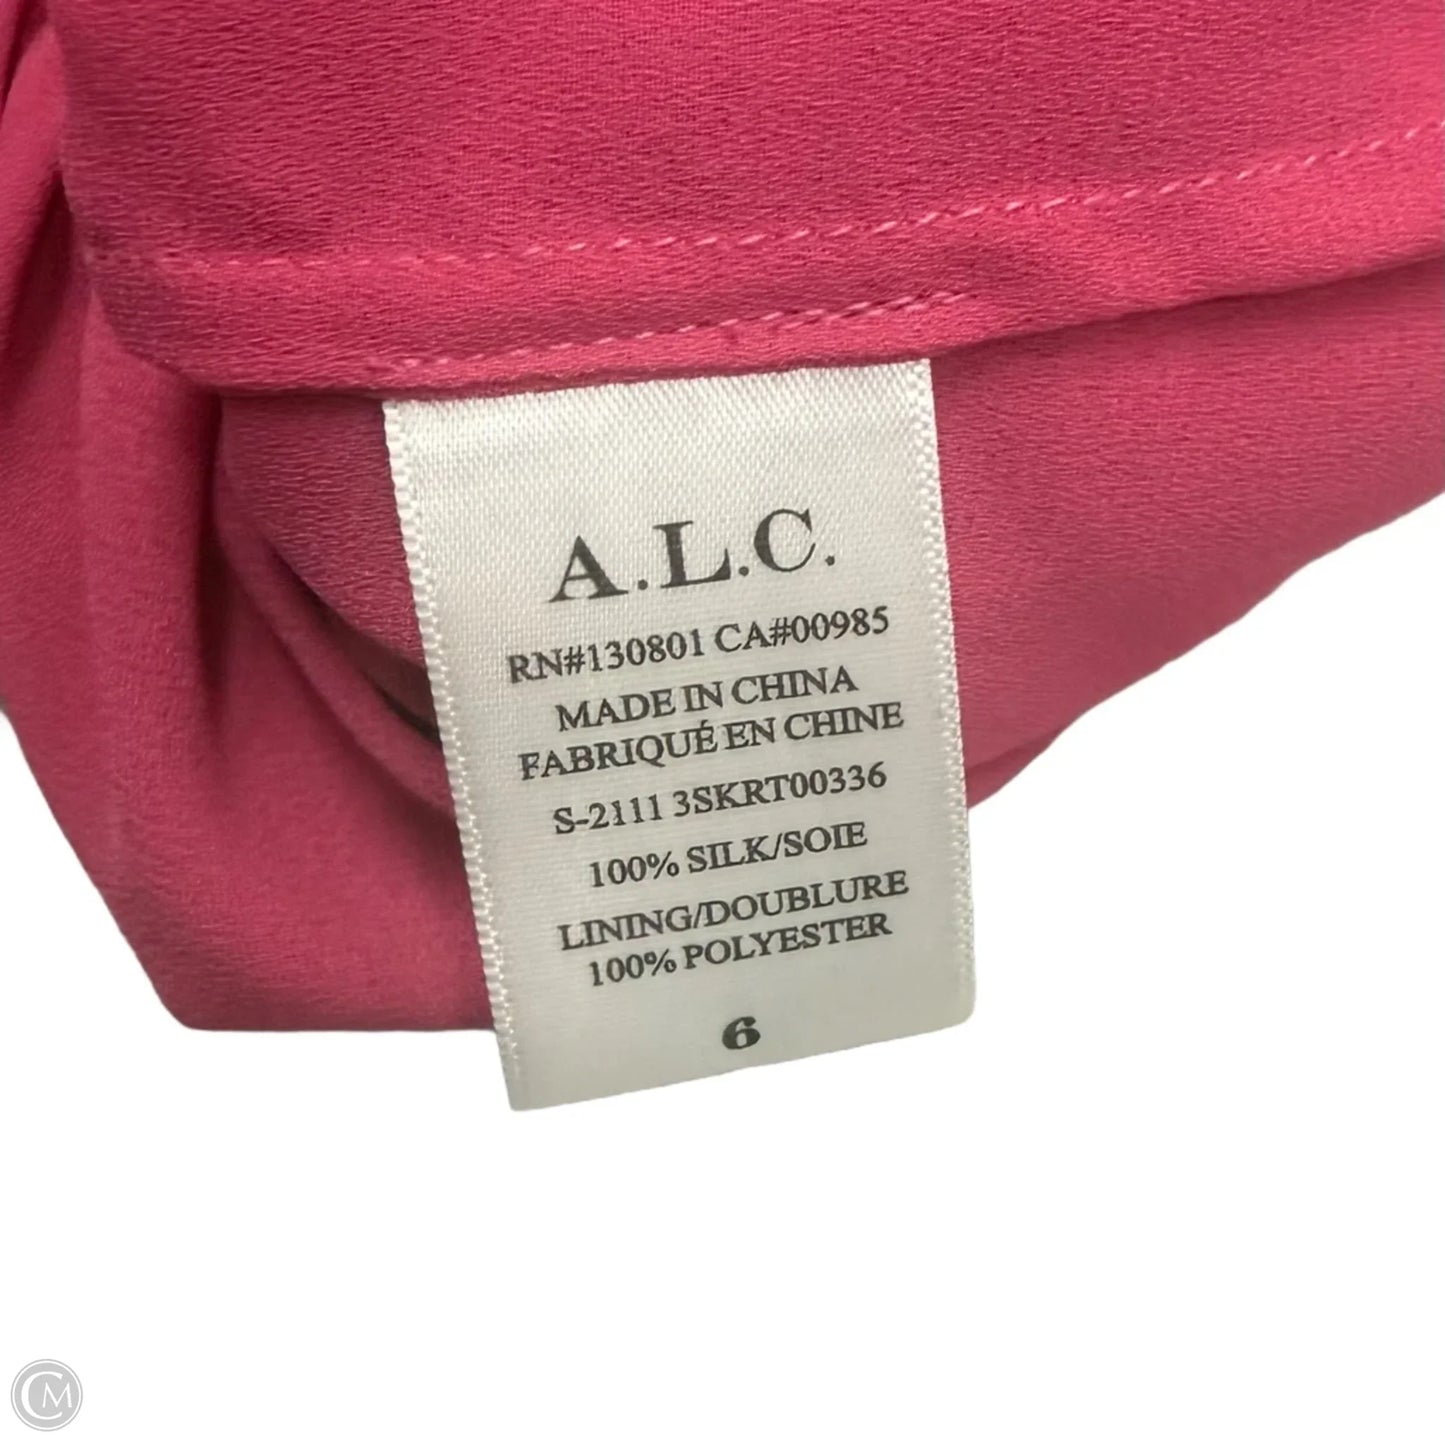 A.L.C.
RN#130801 CA#00985
MADE IN CHINA
FABRIQUÉ EN CHINE
S-2111 3SKRT00336
100% SILK/SOIE
LINING/DOUBLURE
100% POLYESTER
6
CM